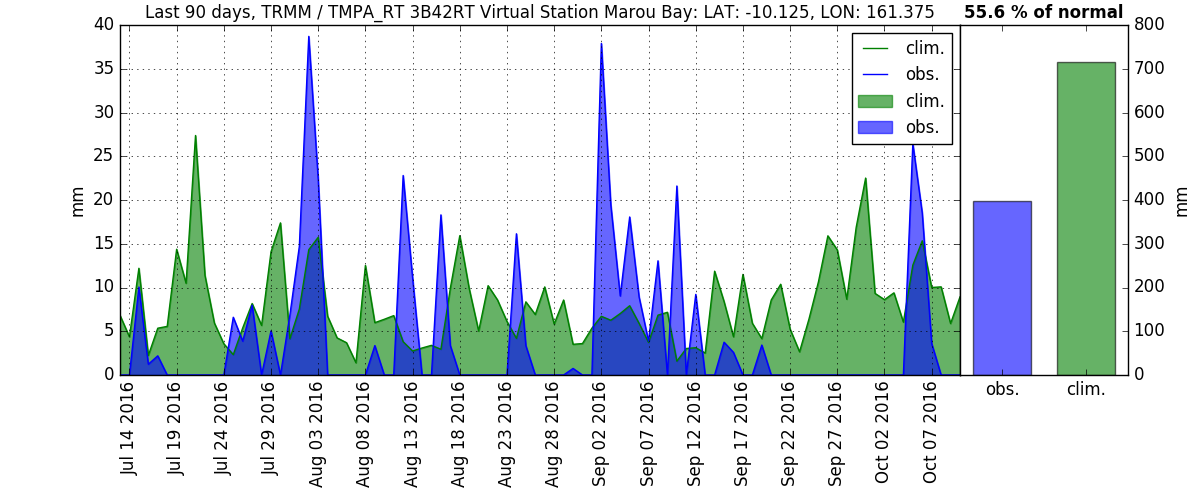 Last 90 days, TRMM / TMPA_RT 3B42RT Virtual Station Marou Bay: LAT: -10.125, LON: 161.375
55.6 % of normal
mm
40
35
30
25
20
15
10
5
0
clim.
obs.
clim.
obs.
Jul 14 2016
Jul 19 2016
Jul 24 2016
Jul 29 2016
Aug 03 2016
Aug 08 2016
Aug 13 2016
Aug 18 2016
Aug 23 2016
Aug 28 2016
Sep 02 2016
Sep 07 2016
Sep 12 2016
Sep 17 2016
Sep 22 2016
Sep 27 2016
Oct 02 2016
Oct 07 2016
obs.
clim.
800
700
600
500
400
300
200
100
0
mm